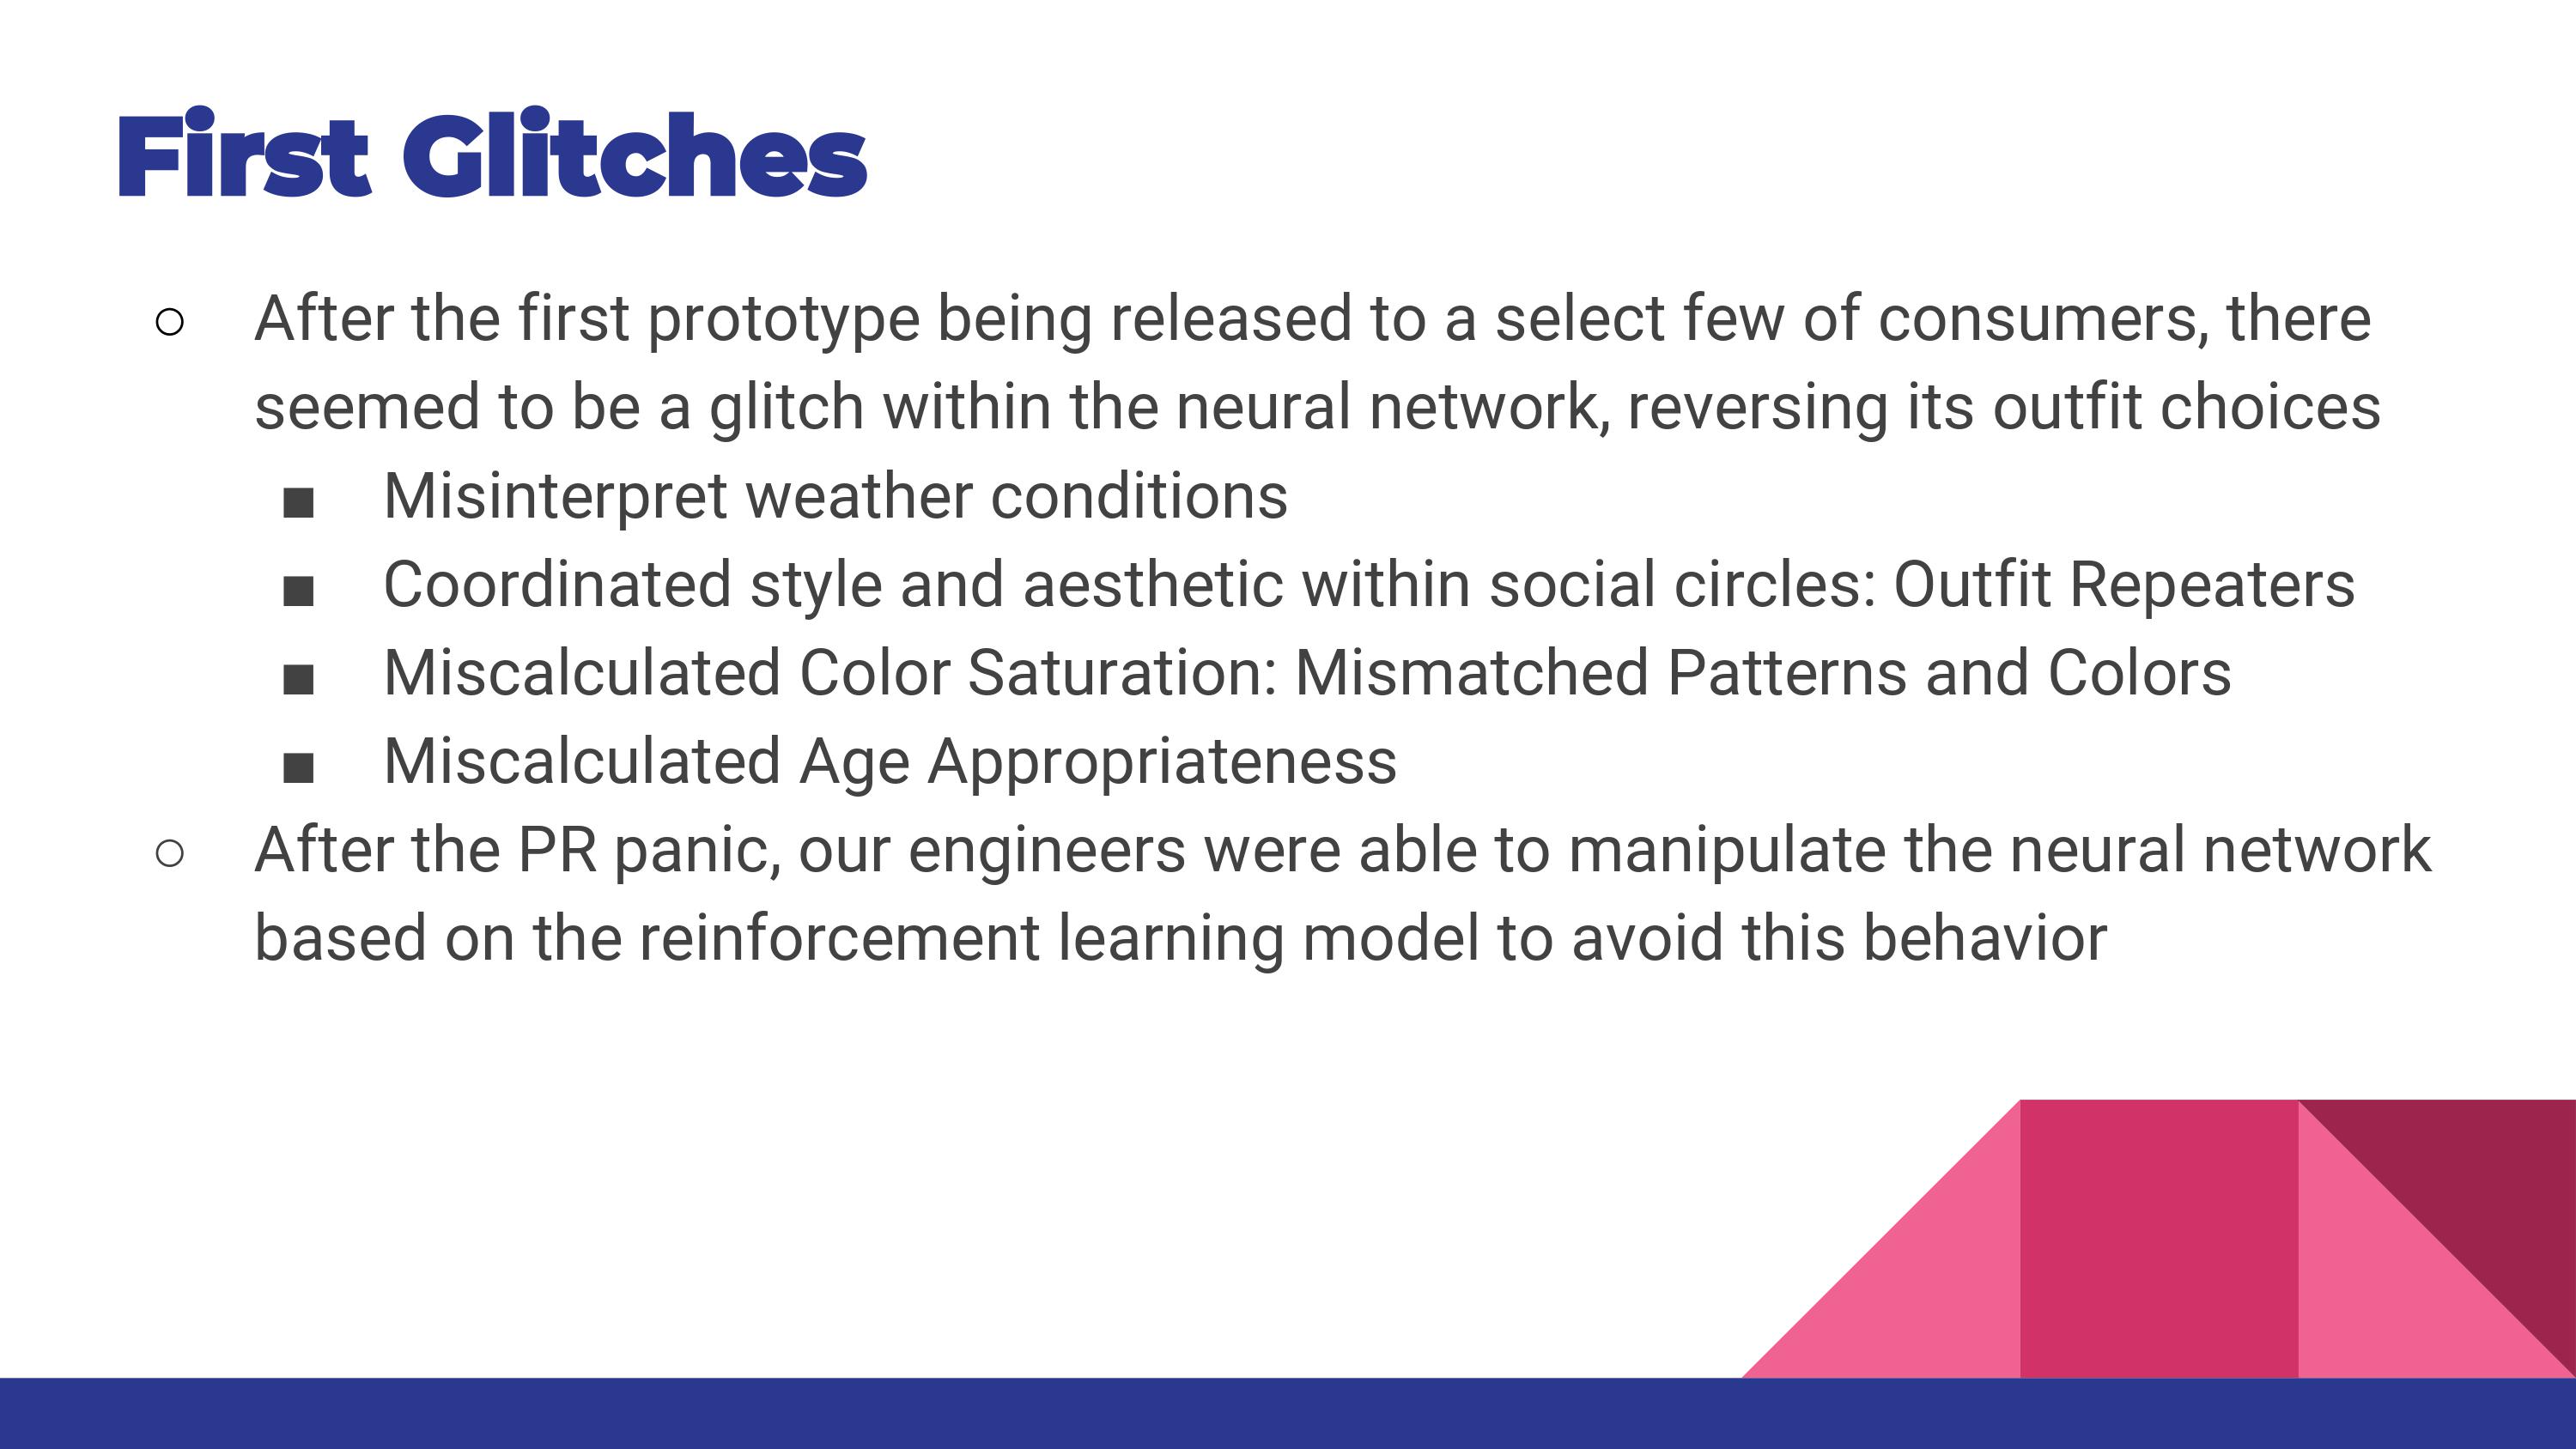 First Glitches
○ After the first prototype being released to a select few of consumers, there
seemed to be a glitch within the neural network, reversing its outfit choices
■ Misinterpret weather conditions
■ Coordinated style and aesthetic within social circles: Outfit Repeaters
■ Miscalculated Color Saturation: Mismatched Patterns and Colors
■ Miscalculated Age Appropriateness
○ After the PR panic, our engineers were able to manipulate the neural network
based on the reinforcement learning model to avoid this behavior